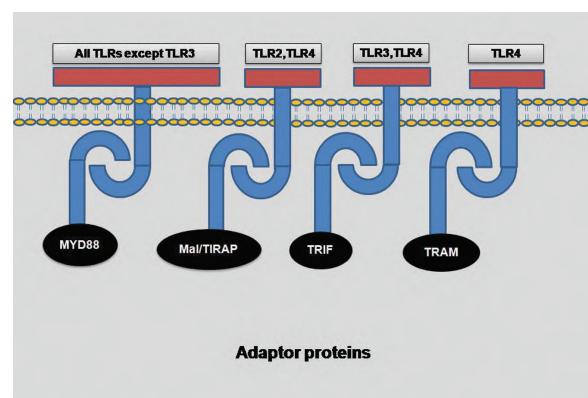 All TLRs except TLR3
TLR2,TLR4
TLR3,TLR4
TLR4
MYD88
Mal/TIRAP
TRIF
TRAM
Adaptor proteins